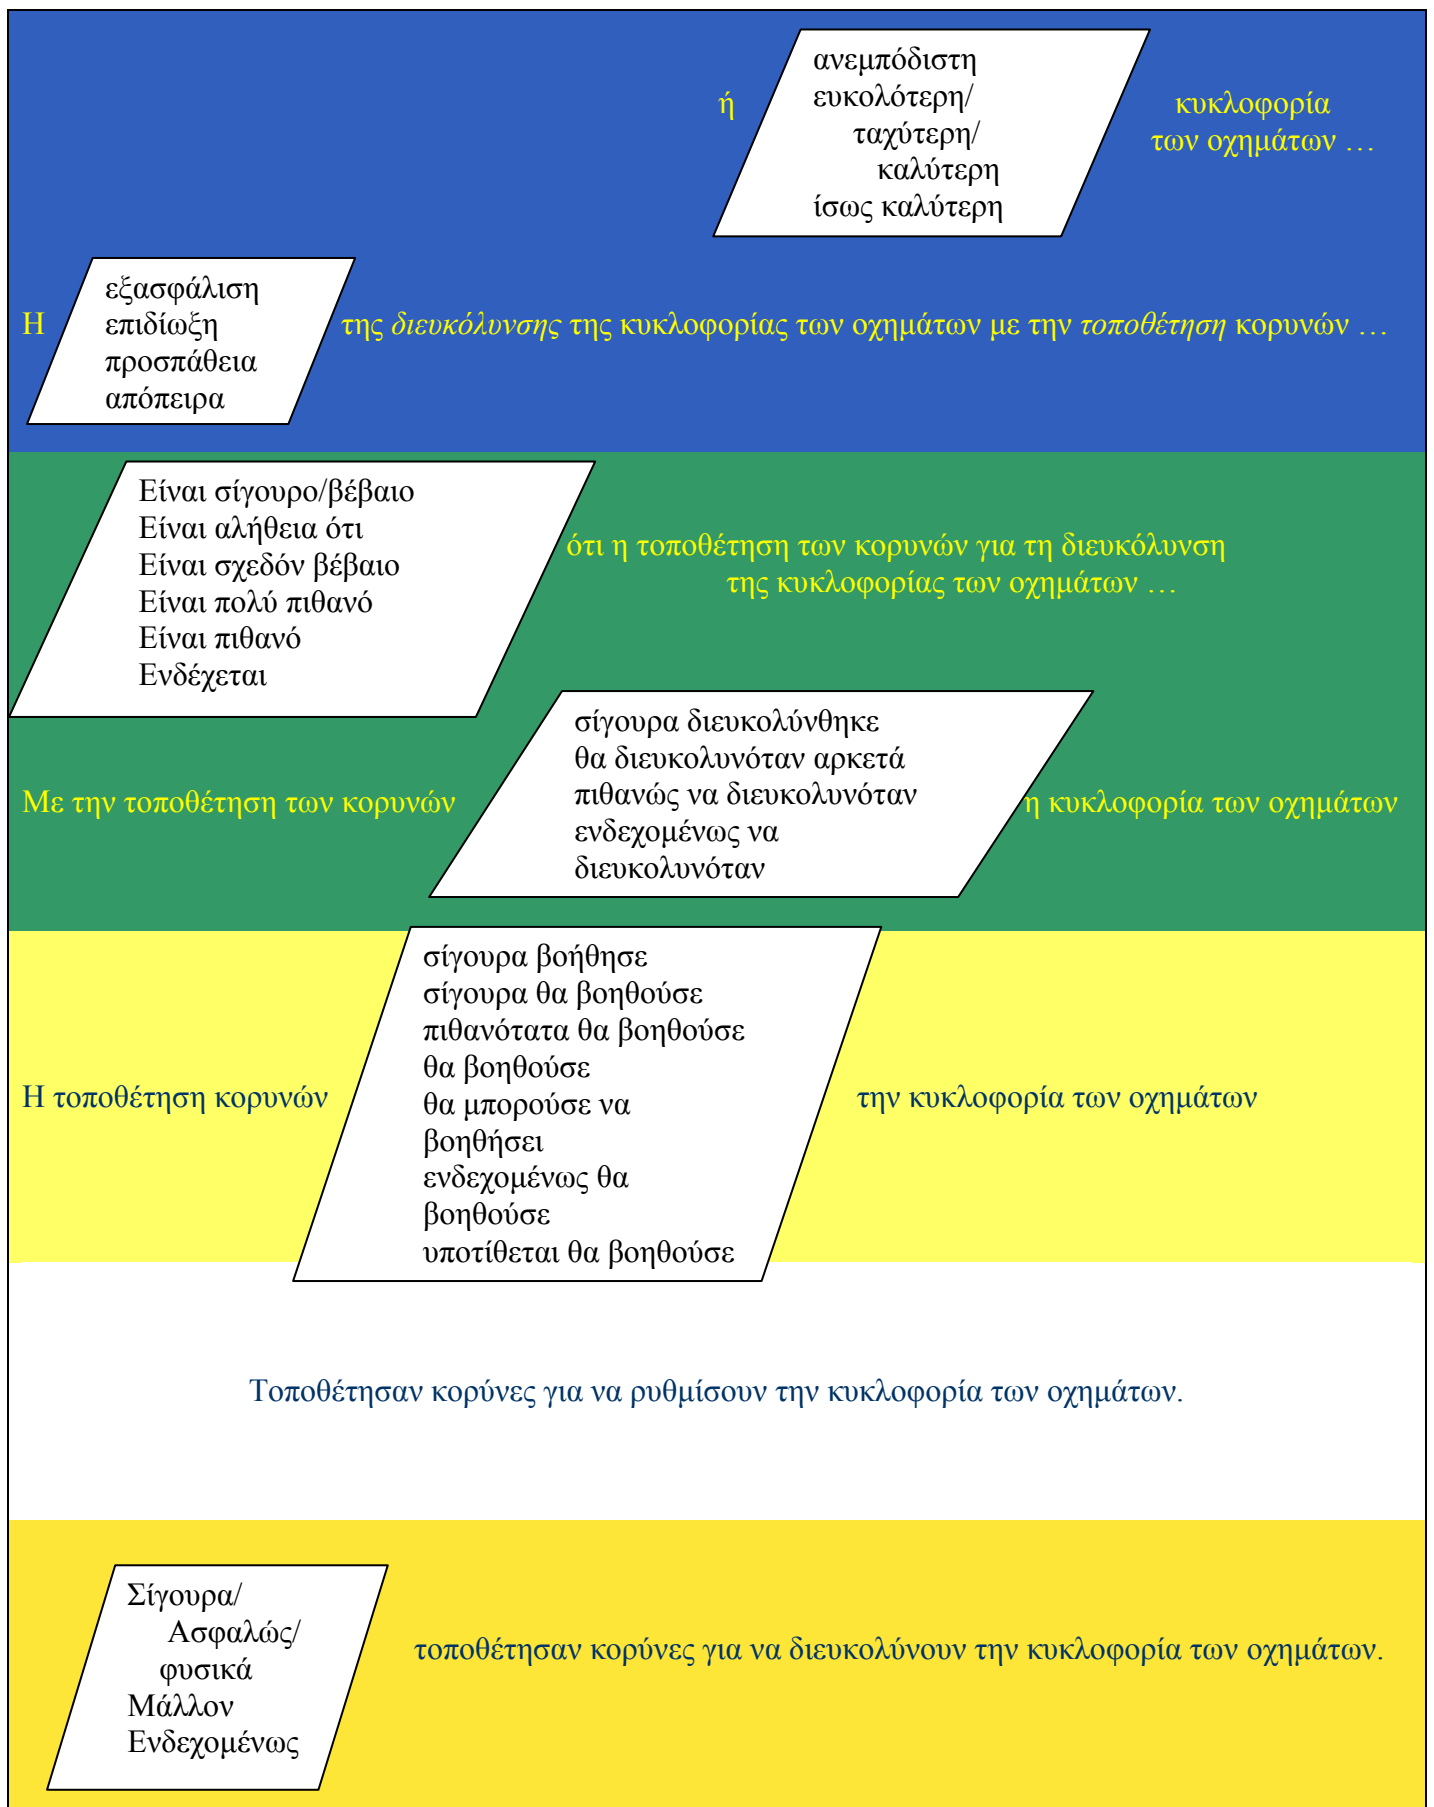 ή
ανεμπόδιστη
ευκολότερη/
ταχύτερη/
καλύτερη
ίσως καλύτερη
κυκλοφορία
των οχημάτων …
Η
εξασφάλιση
επιδίωξη
προσπάθεια
απόπειρα
της διευκόλυνσης της κυκλοφορίας των οχημάτων με την τοποθέτηση κορυνών …
Είναι σίγουρο/βέβαιο
Είναι αλήθεια ότι
Είναι σχεδόν βέβαιο
Είναι πολύ πιθανό
Είναι πιθανό
Ενδέχεται
ότι η τοποθέτηση των κορυνών για τη διευκόλυνση
της κυκλοφορίας των οχημάτων …
Με την τοποθέτηση των κορυνών
σίγουρα διευκολύνθηκε
θα διευκολυνόταν αρκετά
πιθανώς να διευκολυνόταν
ενδεχομένως να
διευκολυνόταν
η κυκλοφορία των οχημάτων
Η τοποθέτηση κορυνών
σίγουρα βοήθησε
σίγουρα θα βοηθούσε
πιθανότατα θα βοηθούσε
θα βοηθούσε
θα μπορούσε να
βοηθήσει
ενδεχομένως θα
βοηθούσε
υποτίθεται θα βοηθούσε
την κυκλοφορία των οχημάτων
Τοποθέτησαν κορύνες για να ρυθμίσουν την κυκλοφορία των οχημάτων.
Σίγουρα/
Ασφαλώς/
φυσικά
Μάλλον
Ενδεχομένως
τοποθέτησαν κορύνες για να διευκολύνουν την κυκλοφορία των οχημάτων.